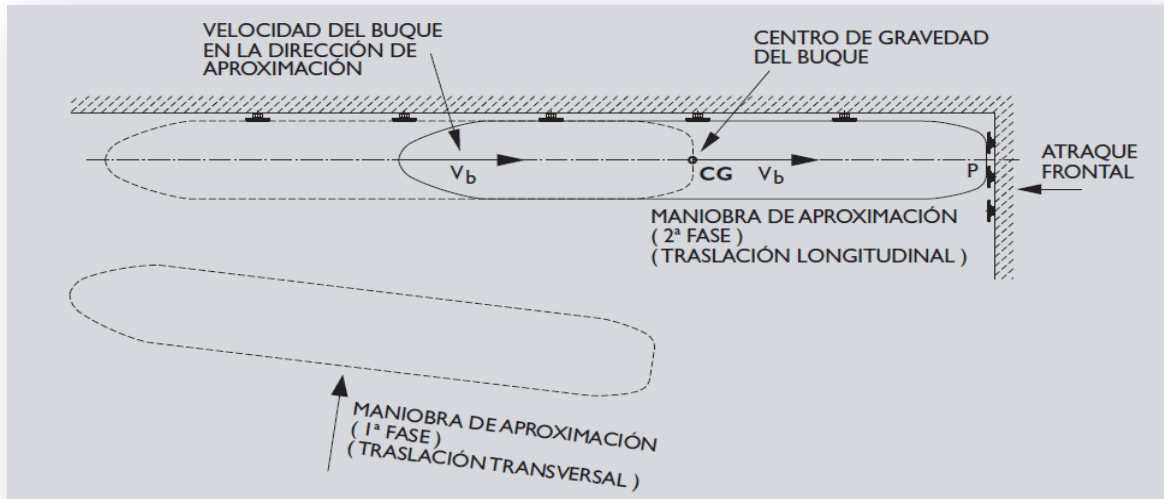 VELOCIDAD DEL BUQUE
EN LA DIRECCIÓN DE
APROXIMACIÓN
CENTRO DE GRAVEDAD
DEL BUQUE
Vb
CG
Vb
P
ATRAQUE
FRONTAL
MANIOBRA DE APROXIMACIÓN
( 2ª FASE )
( TRASLACIÓN LONGITUDINAL )
MANIOBRA DE APROXIMACIÓN
( 1ª FASE )
( TRASLACIÓN TRANSVERSAL )